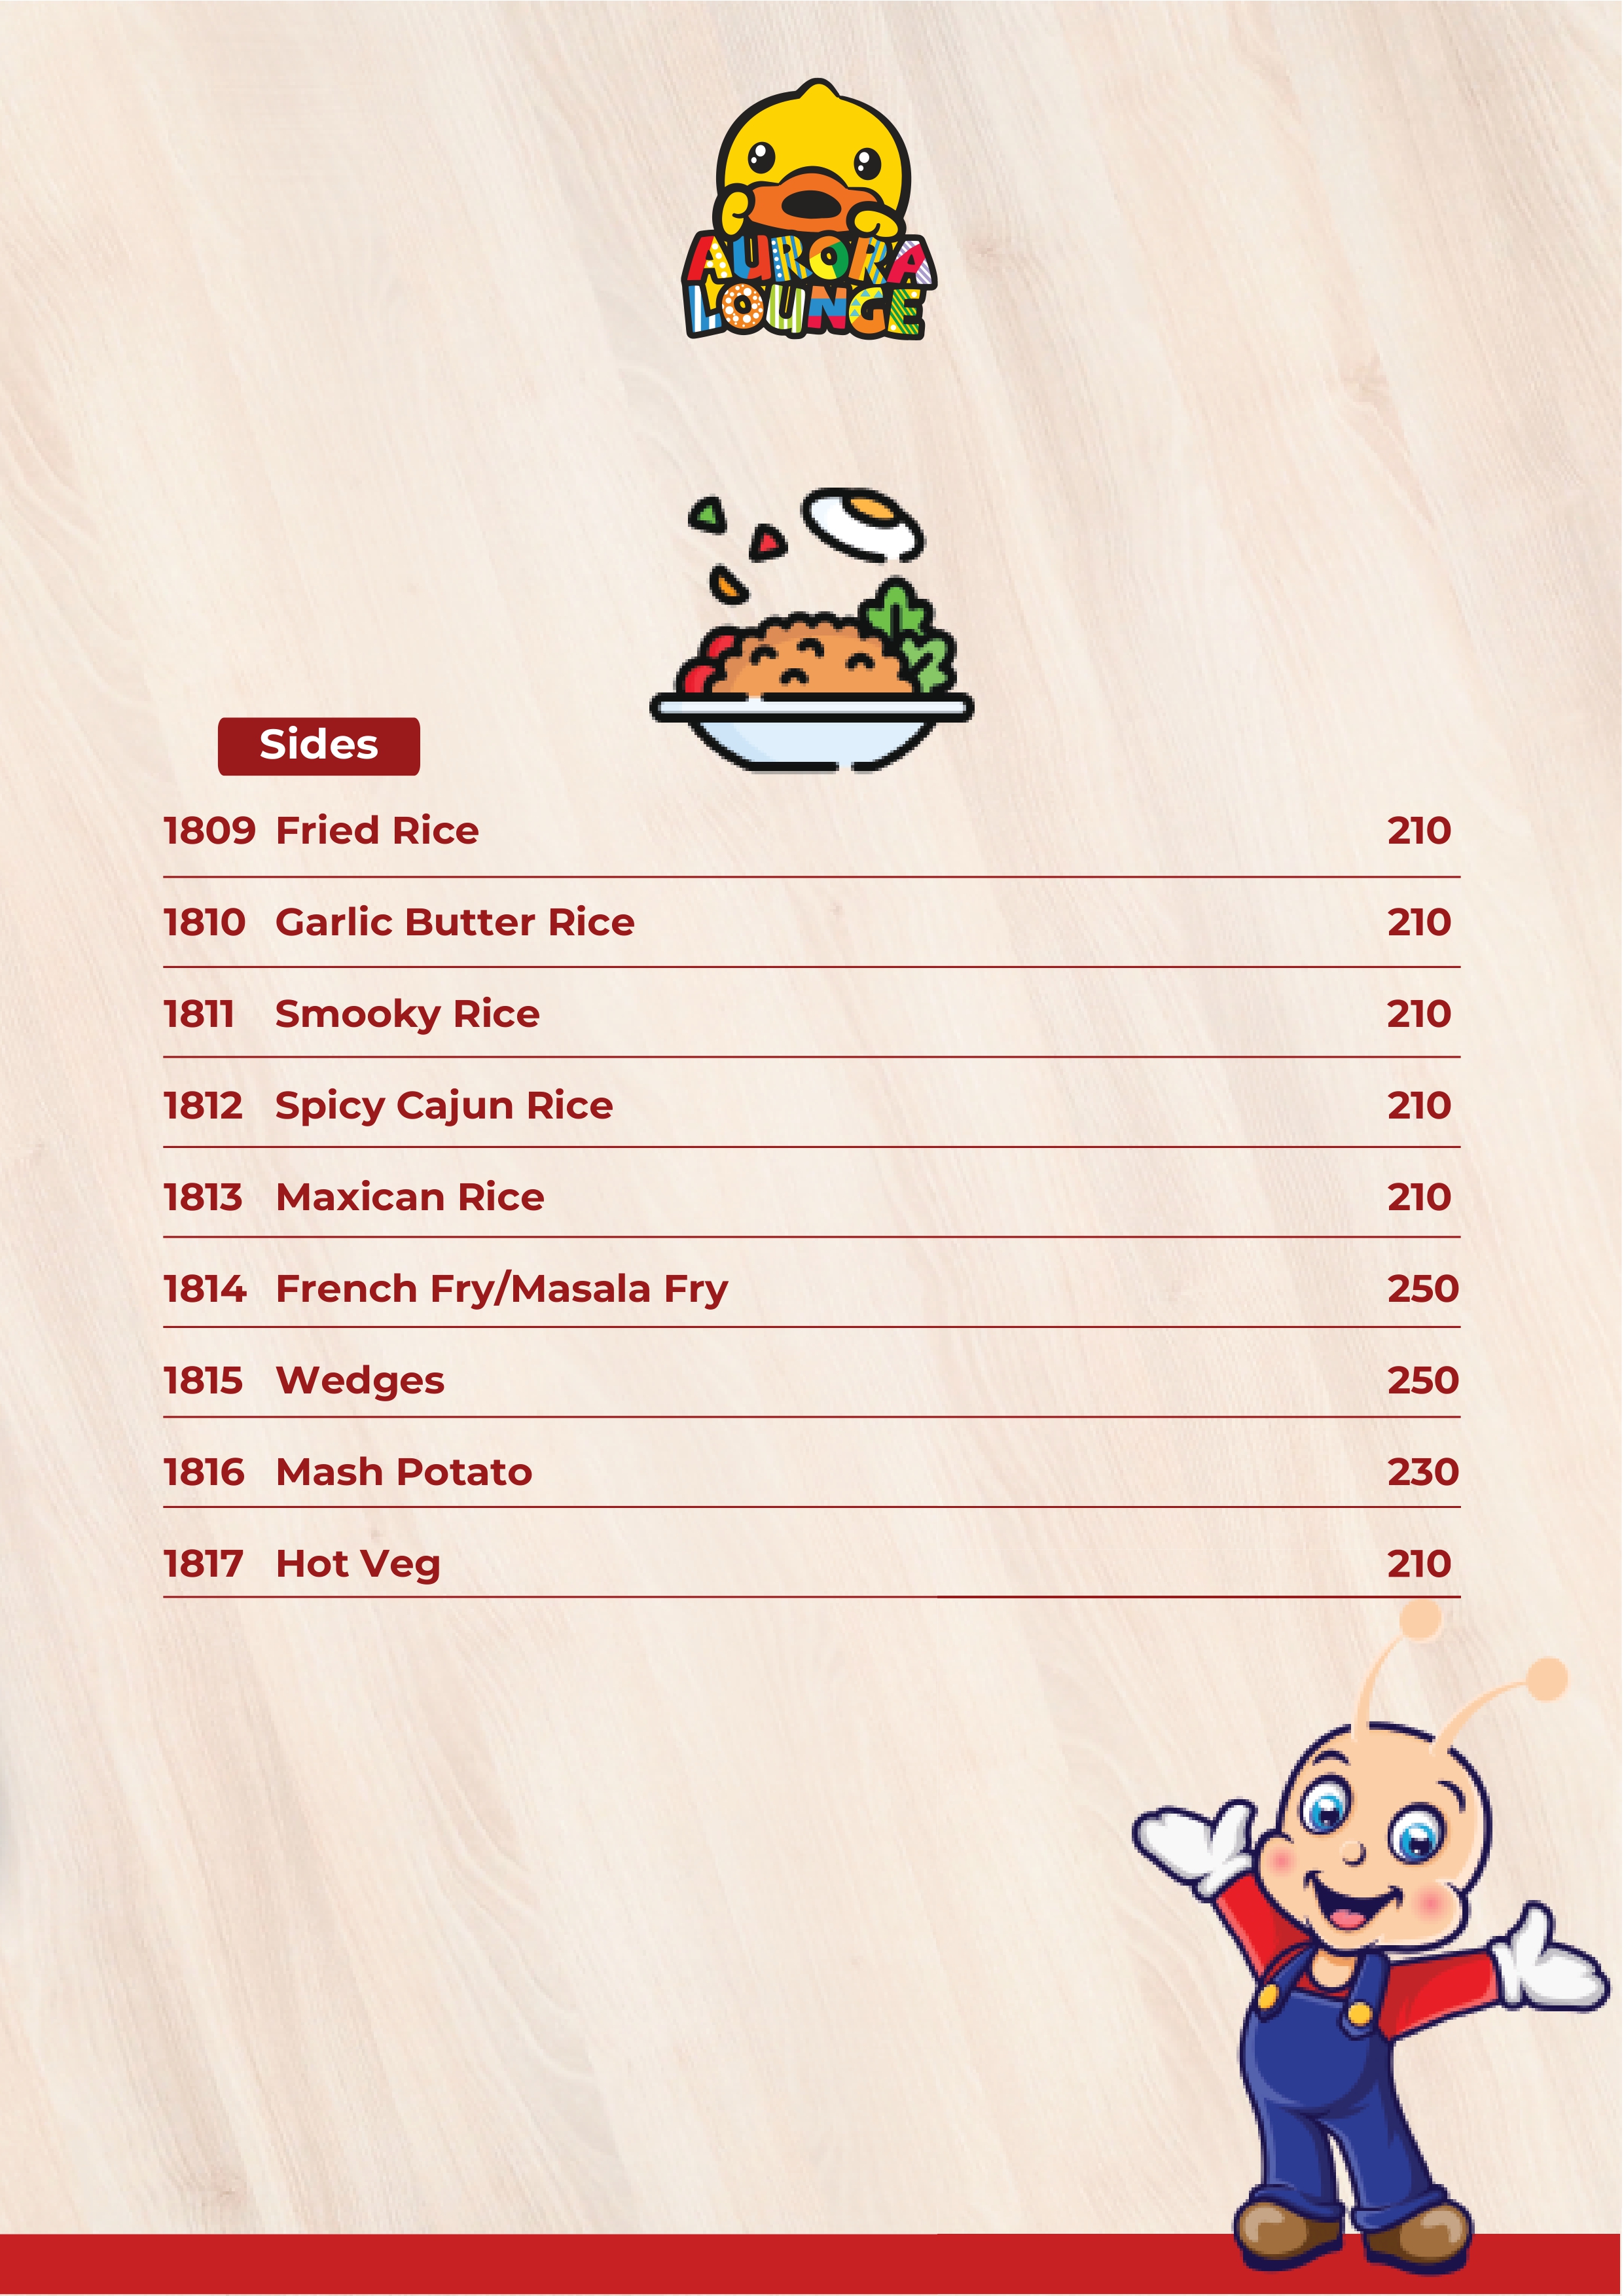 AURORA
LOUNGE
Sides
1809 Fried Rice 210
1810 Garlic Butter Rice 210
1811 Smooky Rice 210
1812 Spicy Cajun Rice 210
1813 Maxican Rice 210
1814 French Fry/Masala Fry 250
1815 Wedges 250
1816 Mash Potato 230
1817 Hot Veg 210